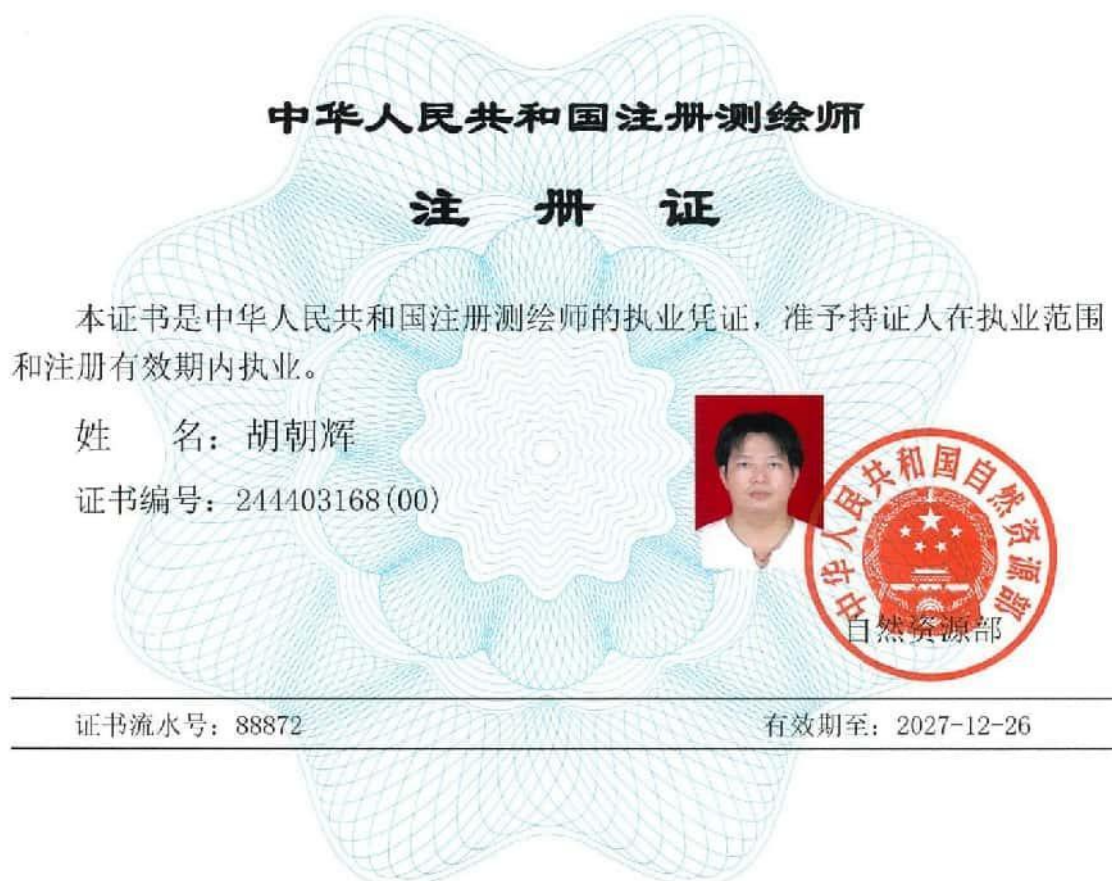 中华人民共和国注册测绘师
注 册 证
本证书是中华人民共和国注册测绘师的执业凭证，准予持证人在执业范围
和注册有效期内执业。
姓 名：胡朝辉
证书编号：244403168(00)
中华人民共和国自然资源部
自然资源部
证书流水号：88872 有效期至：2027-12-26